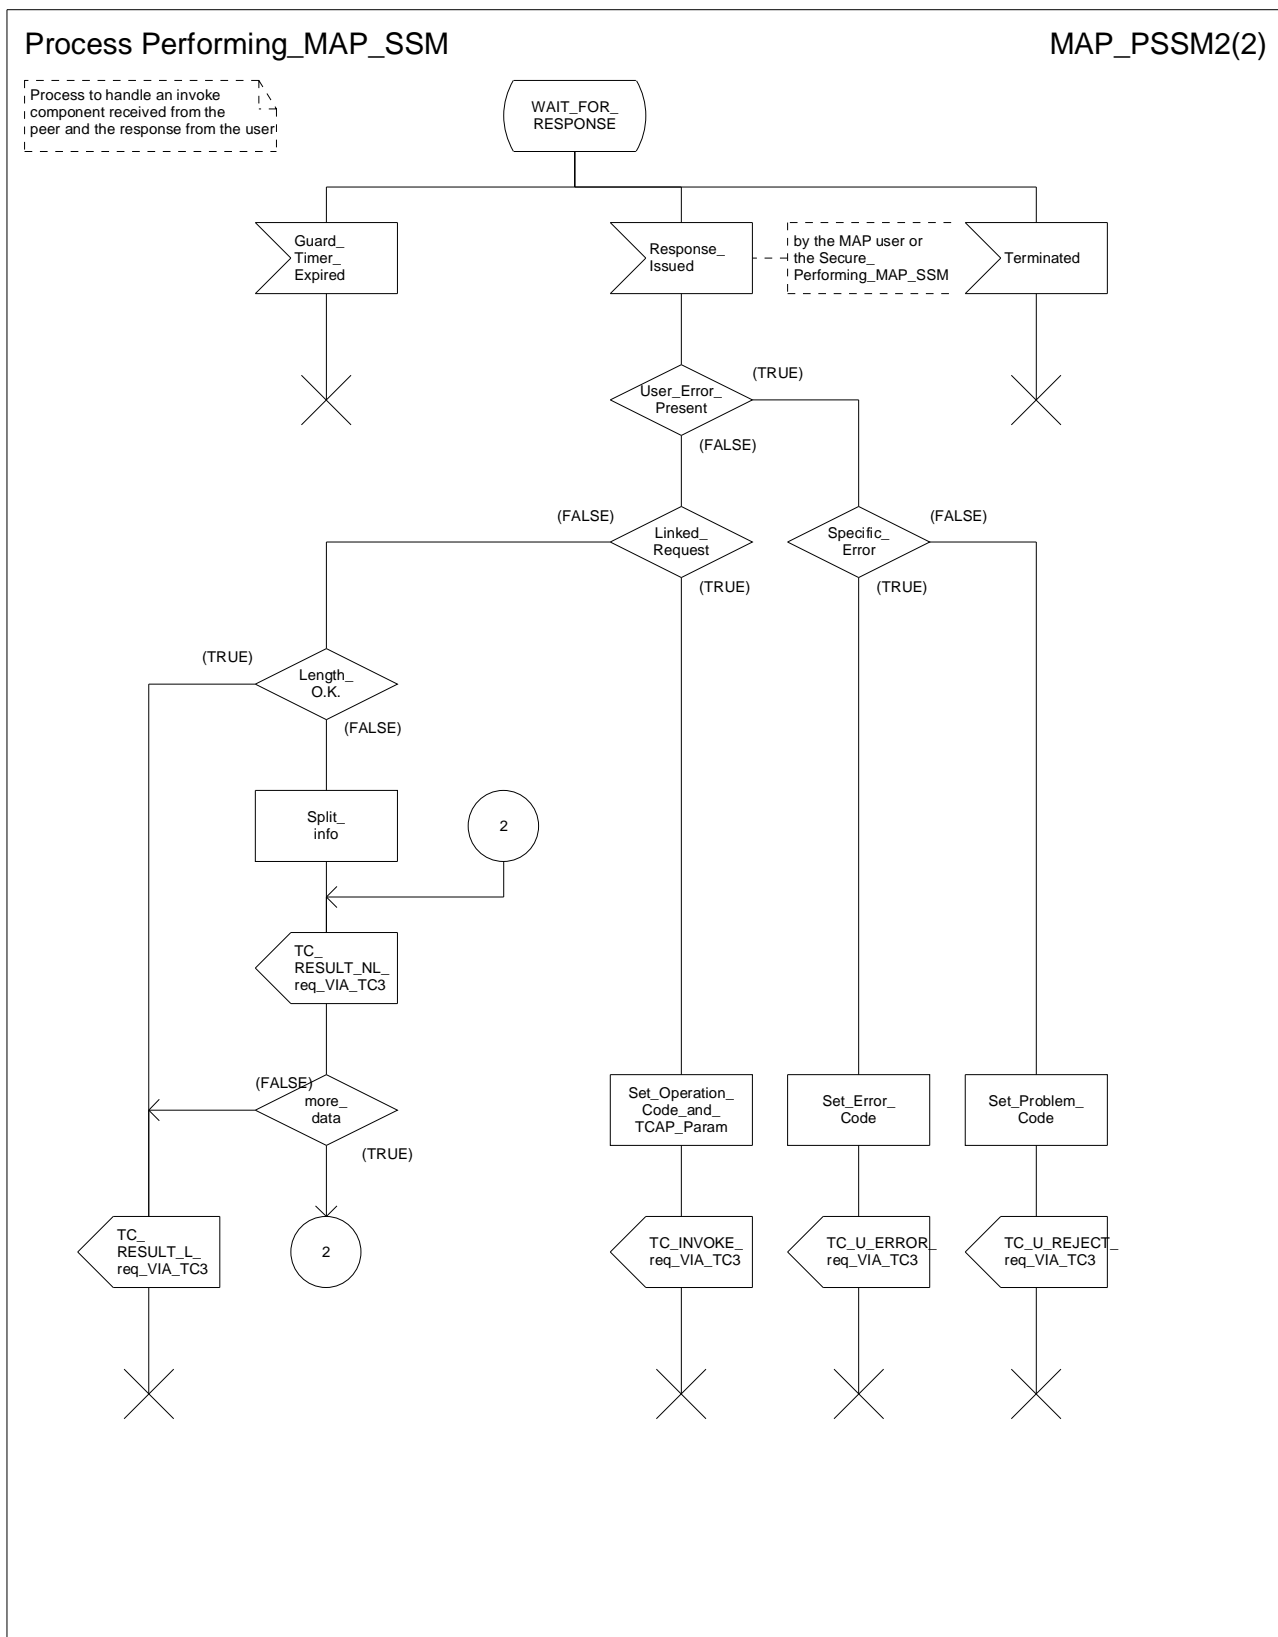 Process Performing_MAP_SSM
MAP_PSSM2(2)
Process to handle an invoke
component received from the
peer and the response from the user
WAIT_FOR_
RESPONSE
Guard_
Timer_
Expired
Response_
Issued
by the MAP user or
the Secure_
Performing_MAP_SSM
Terminated
User_Error_
Present
(TRUE)
(FALSE)
(FALSE)
Linked_
Request
(TRUE)
Specific_
Error
(FALSE)
(TRUE)
(TRUE)
Length_
O.K.
(FALSE)
Split_
info
2
TC_
RESULT_NL_
req_VIA_TC3
(FALSE)
more_
data
(TRUE)
Set_Operation_
Code_and_
TCAP_Param
Set_Error_
Code
Set_Problem_
Code
TC_
RESULT_L_
req_VIA_TC3
2
TC_INVOKE_
req_VIA_TC3
TC_U_ERROR_
req_VIA_TC3
TC_U_REJECT_
req_VIA_TC3